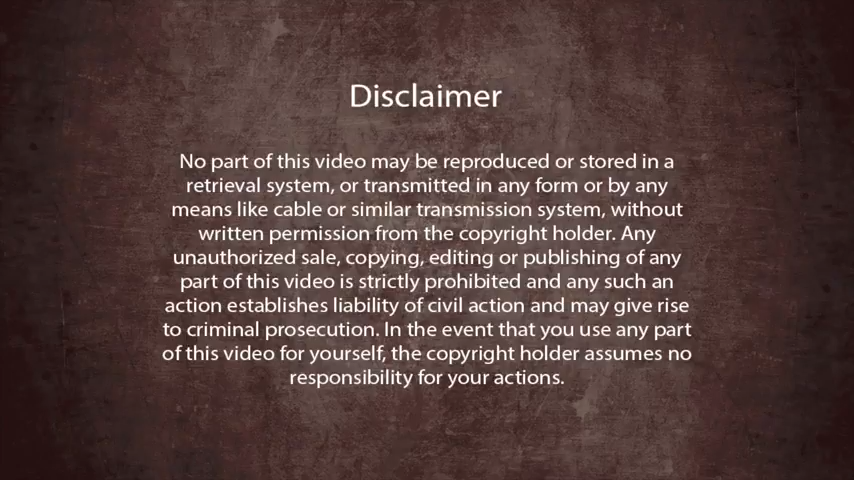 Disclaimer
No part of this video may be reproduced or stored in a
retrieval system, or transmitted in any form or by any
means like cable or similar transmission system, without
written permission from the copyright holder. Any
unauthorized sale, copying, editing or publishing of any
part of this video is strictly prohibited and any such an
action establishes liability of civil action and may give rise
to criminal prosecution. In the event that you use any part
of this video for yourself, the copyright holder assumes no
responsibility for your actions.